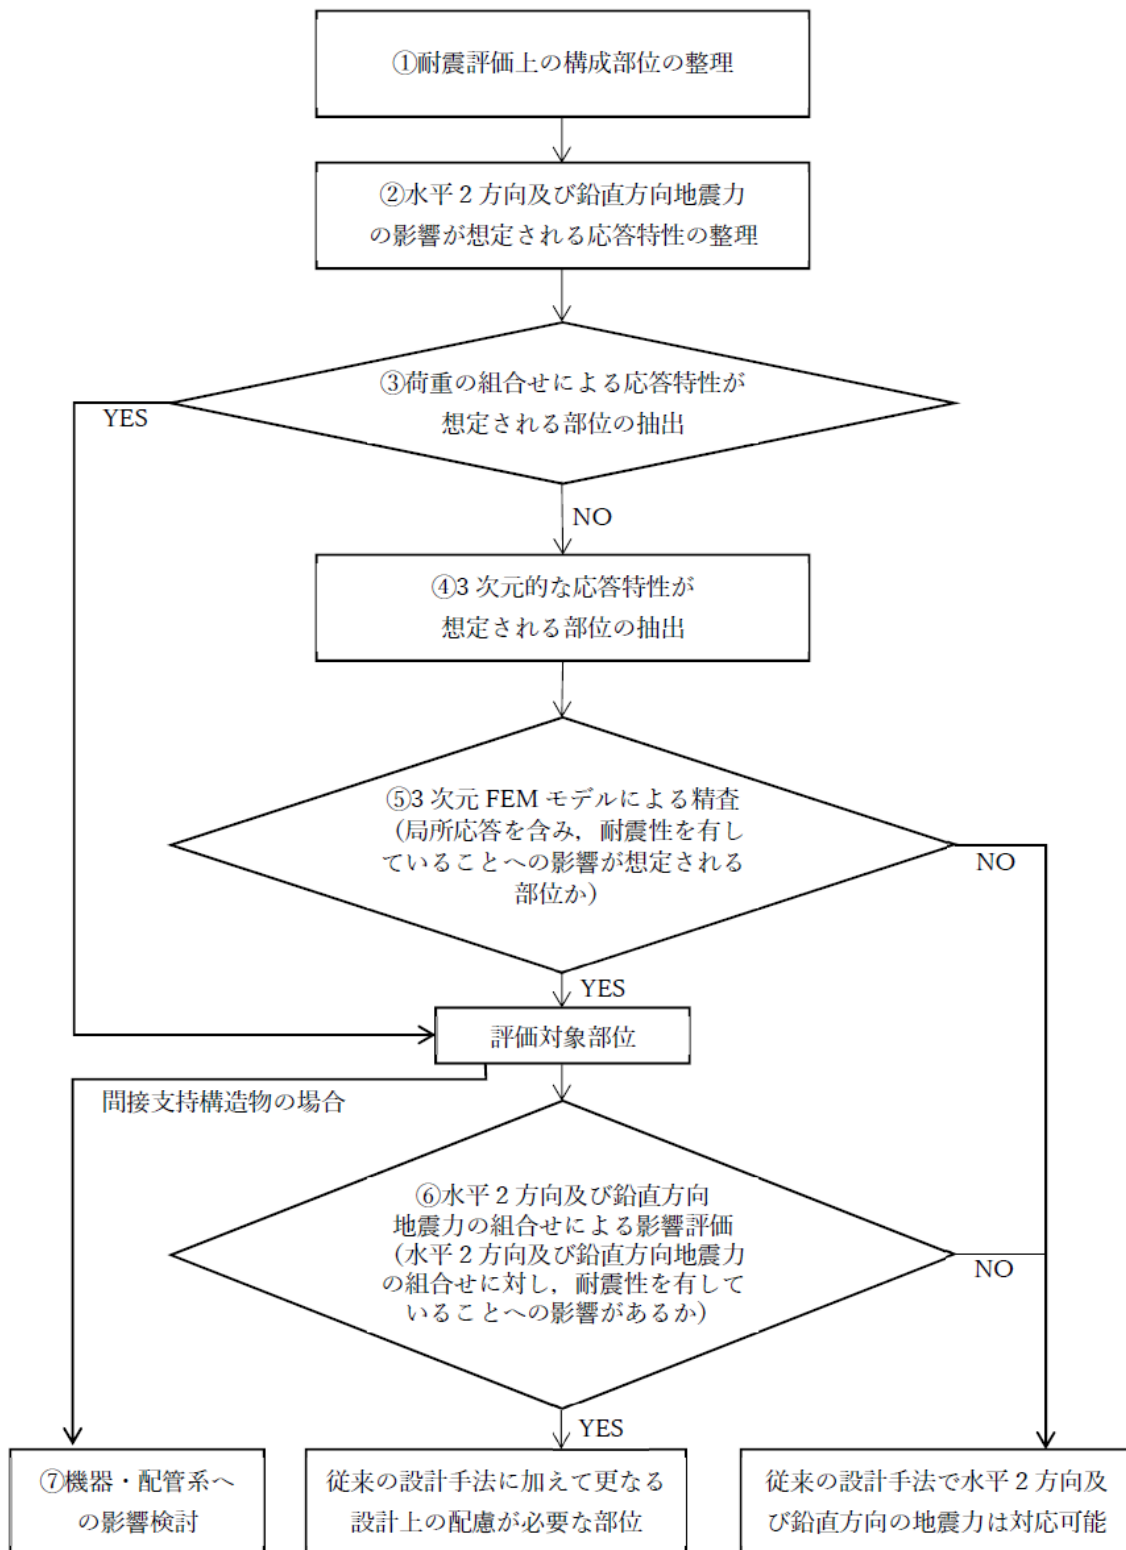 ①耐震評価上の構成部位の整理
②水平2方向及び鉛直方向地震力
の影響が想定される応答特性の整理
③荷重の組合せによる応答特性が
想定される部位の抽出
YES
NO
④3次元的な応答特性が
想定される部位の抽出
⑤3次元FEMモデルによる精査
（局所応答を含み，耐震性を有し
ていることへの影響が想定される
部位か）
NO
YES
評価対象部位
間接支持構造物の場合
⑥水平2方向及び鉛直方向
地震力の組合せによる影響評価
（水平2方向及び鉛直方向地震力
の組合せに対し，耐震性を有して
いることへの影響があるか）
NO
YES
⑦機器・配管系へ
の影響検討
従来の設計手法に加えて更なる
設計上の配慮が必要な部位
従来の設計手法で水平2方向及
び鉛直方向の地震力は対応可能